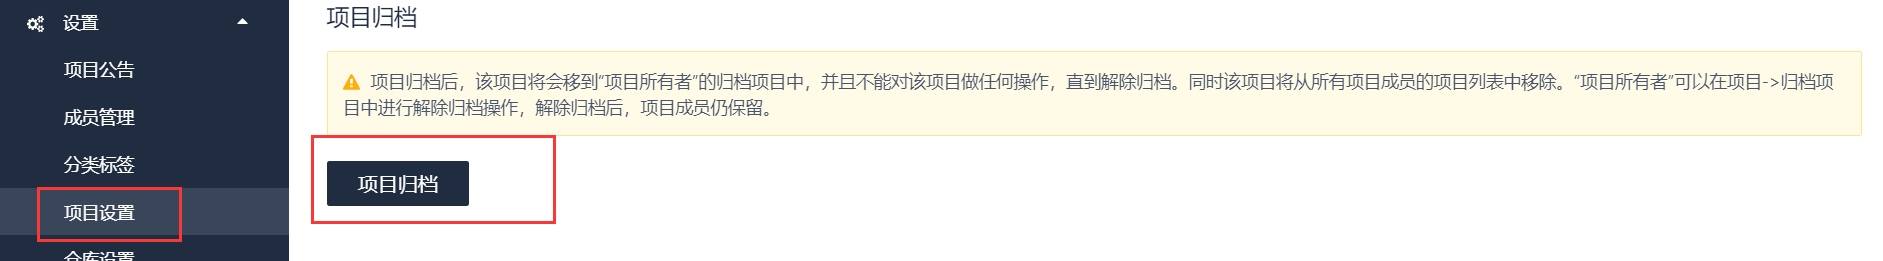 设置
项目公告
成员管理
分类标签
项目设置
仓库设置
项目归档
项目归档后，该项目将会移到“项目所有者”的归档项目中，并且不能对该项目做任何操作，直到解除归档。同时该项目将从所有项目成员的项目列表中移除。“项目所有者”可以在项目->归档项
目中进行解除归档操作，解除归档后，项目成员仍保留。
项目归档